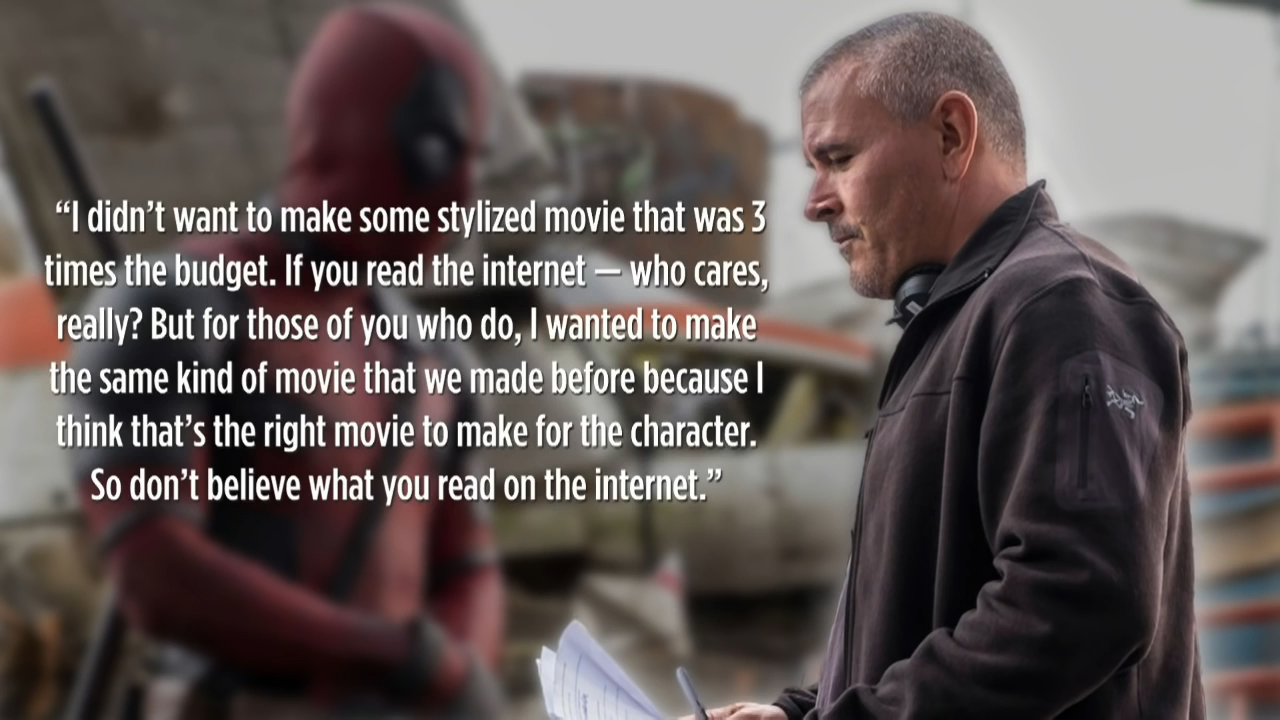 “I didn’t want to make some stylized movie that was 3
times the budget. If you read the internet — who cares,
really? But for those of you who do, I wanted to make
the same kind of movie that we made before because I
think that’s the right movie to make for the character.
So don’t believe what you read on the internet.”